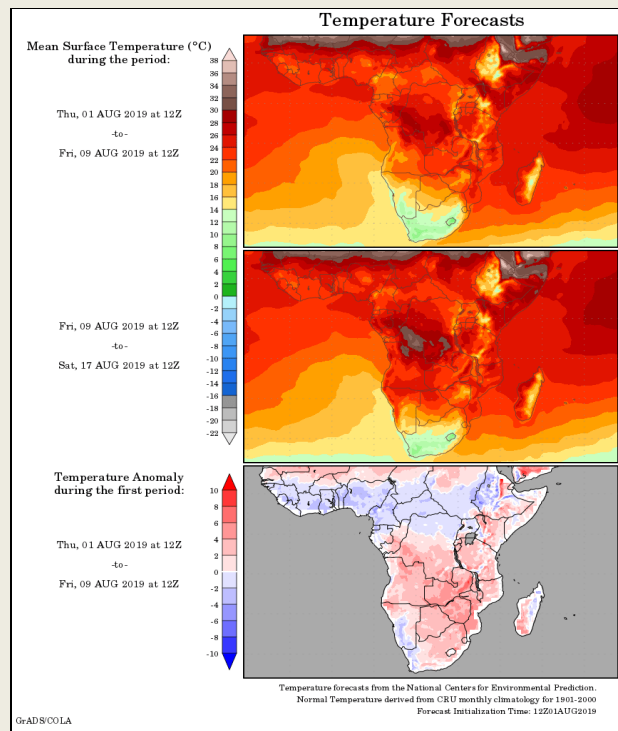 Temperature Forecasts
Mean Surface Temperature (°C)
during the period:
Thu, 01 AUG 2019 at 12Z
-to-
Fri, 09 AUG 2019 at 12Z
38
36
34
32
30
28
26
24
22
20
18
16
14
12
10
8
6
4
2
0
-2
-4
-6
-8
-10
-12
-14
-16
-18
-20
-22
Fri, 09 AUG 2019 at 12Z
-to-
Sat, 17 AUG 2019 at 12Z
Temperature Anomaly
during the first period:
Thu, 01 AUG 2019 at 12Z
-to-
Fri, 09 AUG 2019 at 12Z
10
8
6
4
2
0
-2
-4
-6
-8
-10
Temperature forecasts from the National Centers for Environmental Prediction.
Normal Temperature derived from CRU monthly climatology for 1901-2000
Forecast Initialization Time: 12Z01AUG2019
GrADS/COLA